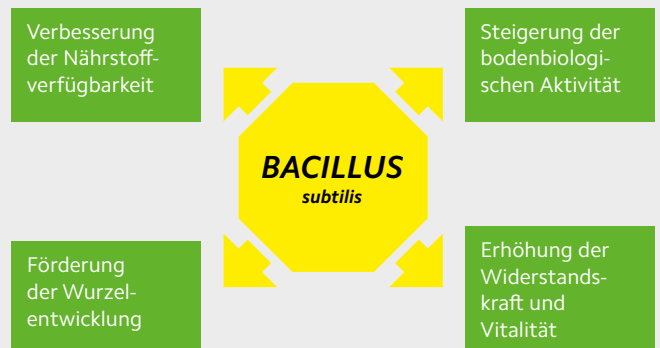 Verbesserung
der Nährstoff-
verfügbarkeit
Steigerung der
bodenbiologi-
schen Aktivität
BACILLUS
subtilis
Förderung
der Wurzel-
entwicklung
Erhöhung der
Widerstands-
kraft und
Vitalität